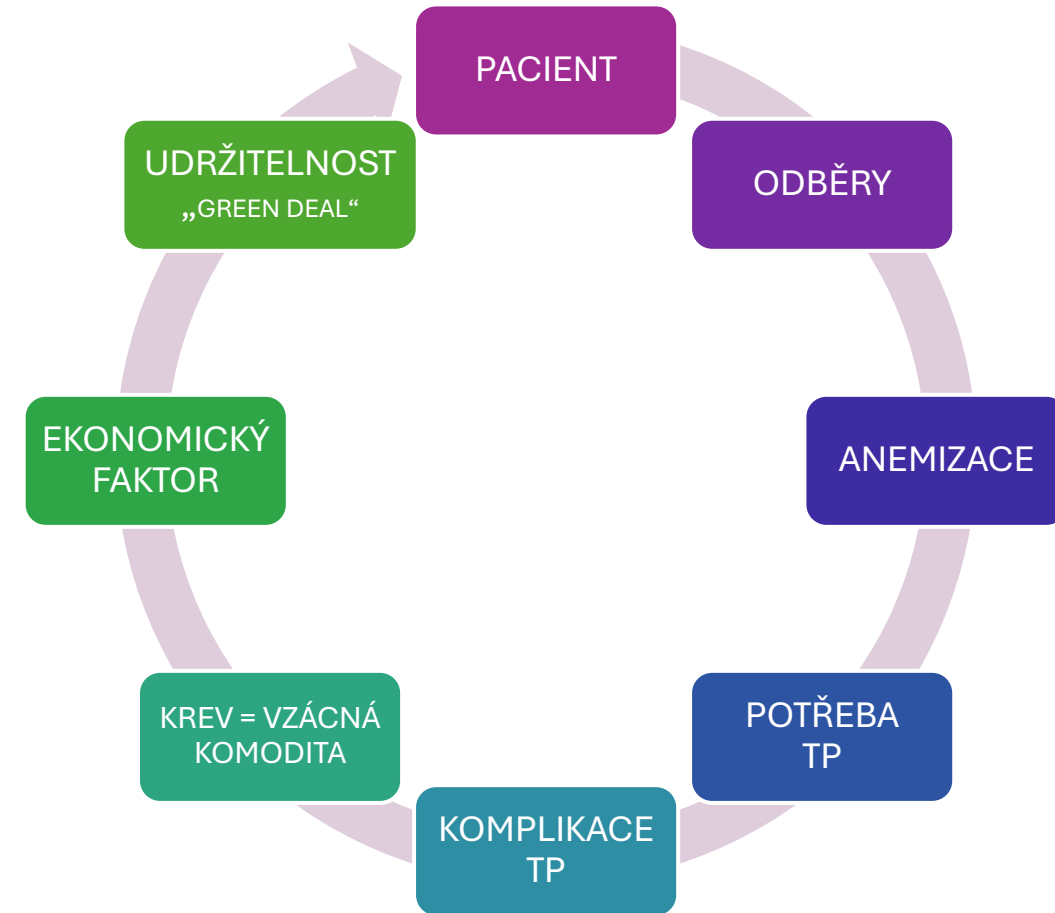 PACIENT
ODBĚRY
ANEMIZACE
POTŘEBA
TP
KOMPLIKACE
TP
KREV = VZÁCNÁ
KOMODITA
EKONOMICKÝ
FAKTOR
UDRŽITELNOST
„GREEN DEAL“